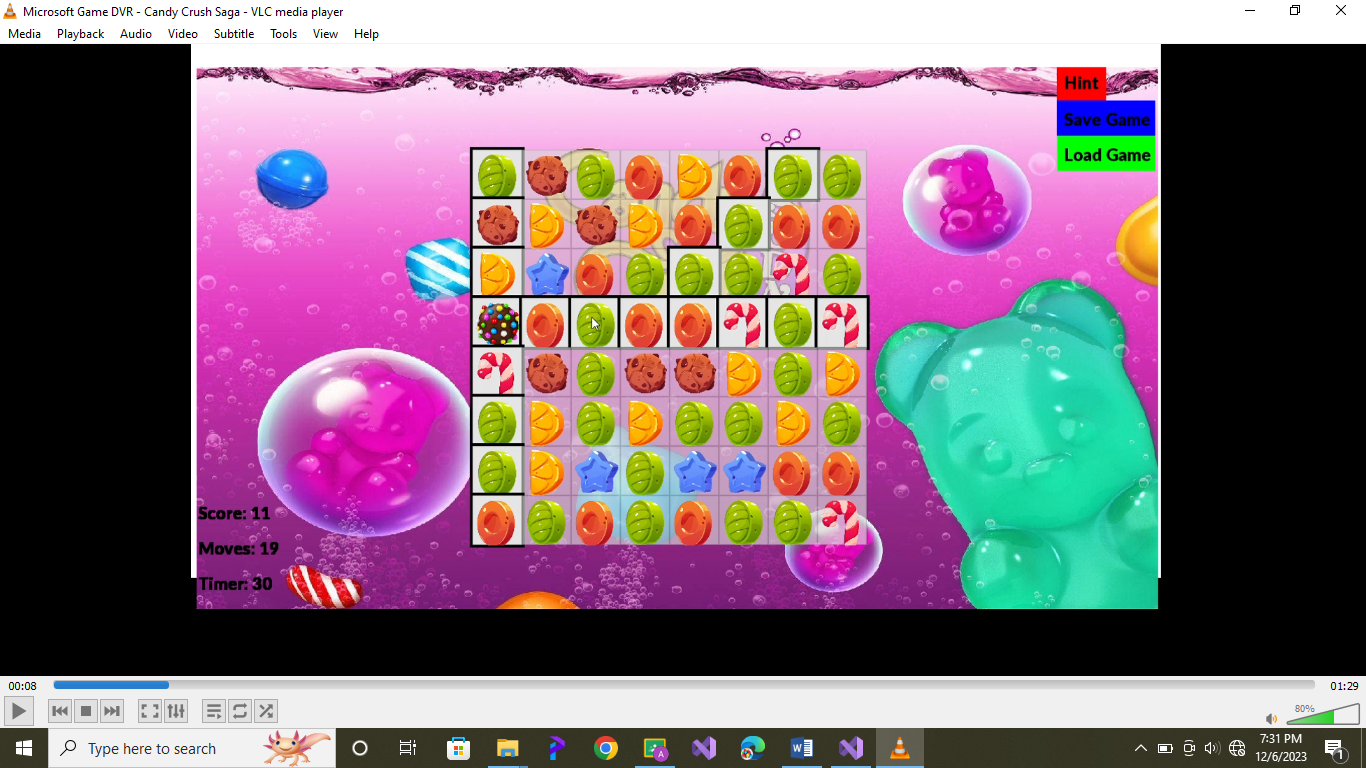 Microsoft Game DVR - Candy Crush Saga - VLC media player
Media Playback Audio Video Subtitle Tools View Help
Hint
Save Game
Load Game
Score: 11
Moves: 19
Timer: 30
00:08
01:29
80%
Type here to search
7:31 PM
12/6/2023
1